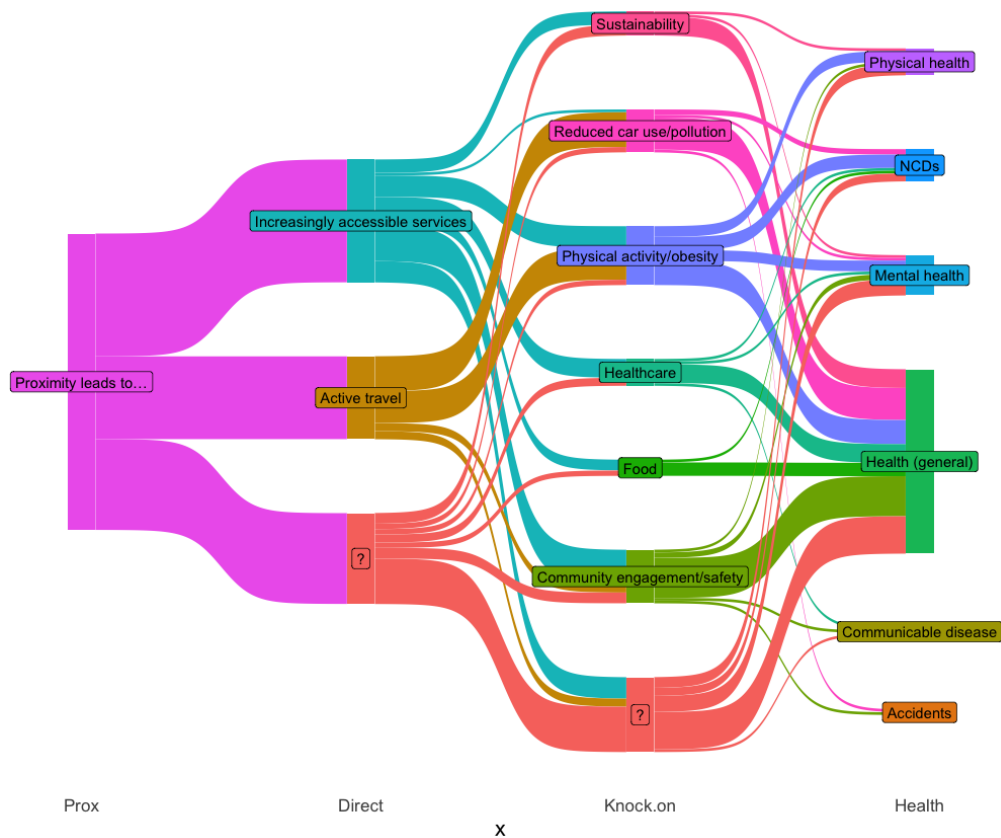 Proximity leads to…
Increasingly accessible services
Active travel
?
Sustainability
Reduced car use/pollution
Physical activity/obesity
Healthcare
Food
Community engagement/safety
?
Physical health
NCDs
Mental health
Health (general)
Communicable disease
Accidents
Prox
Direct
Knock.on
Health
x